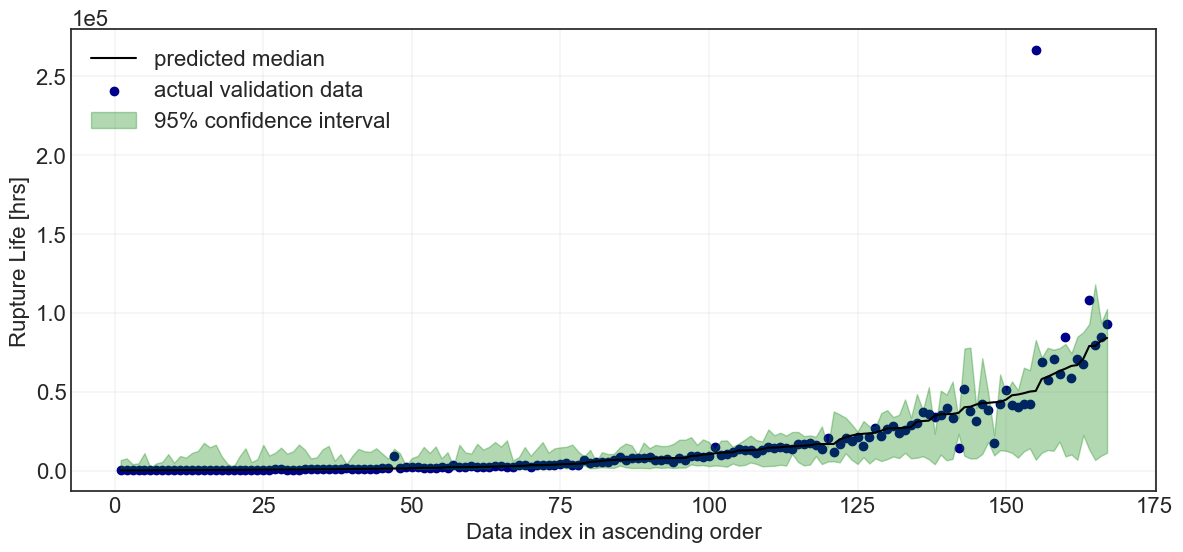 1e5
predicted median
actual validation data
95% confidence interval
2.5
2.0
1.5
1.0
0.5
0.0
Rupture Life [hrs]
0 25 50 75 100 125 150 175
Data index in ascending order